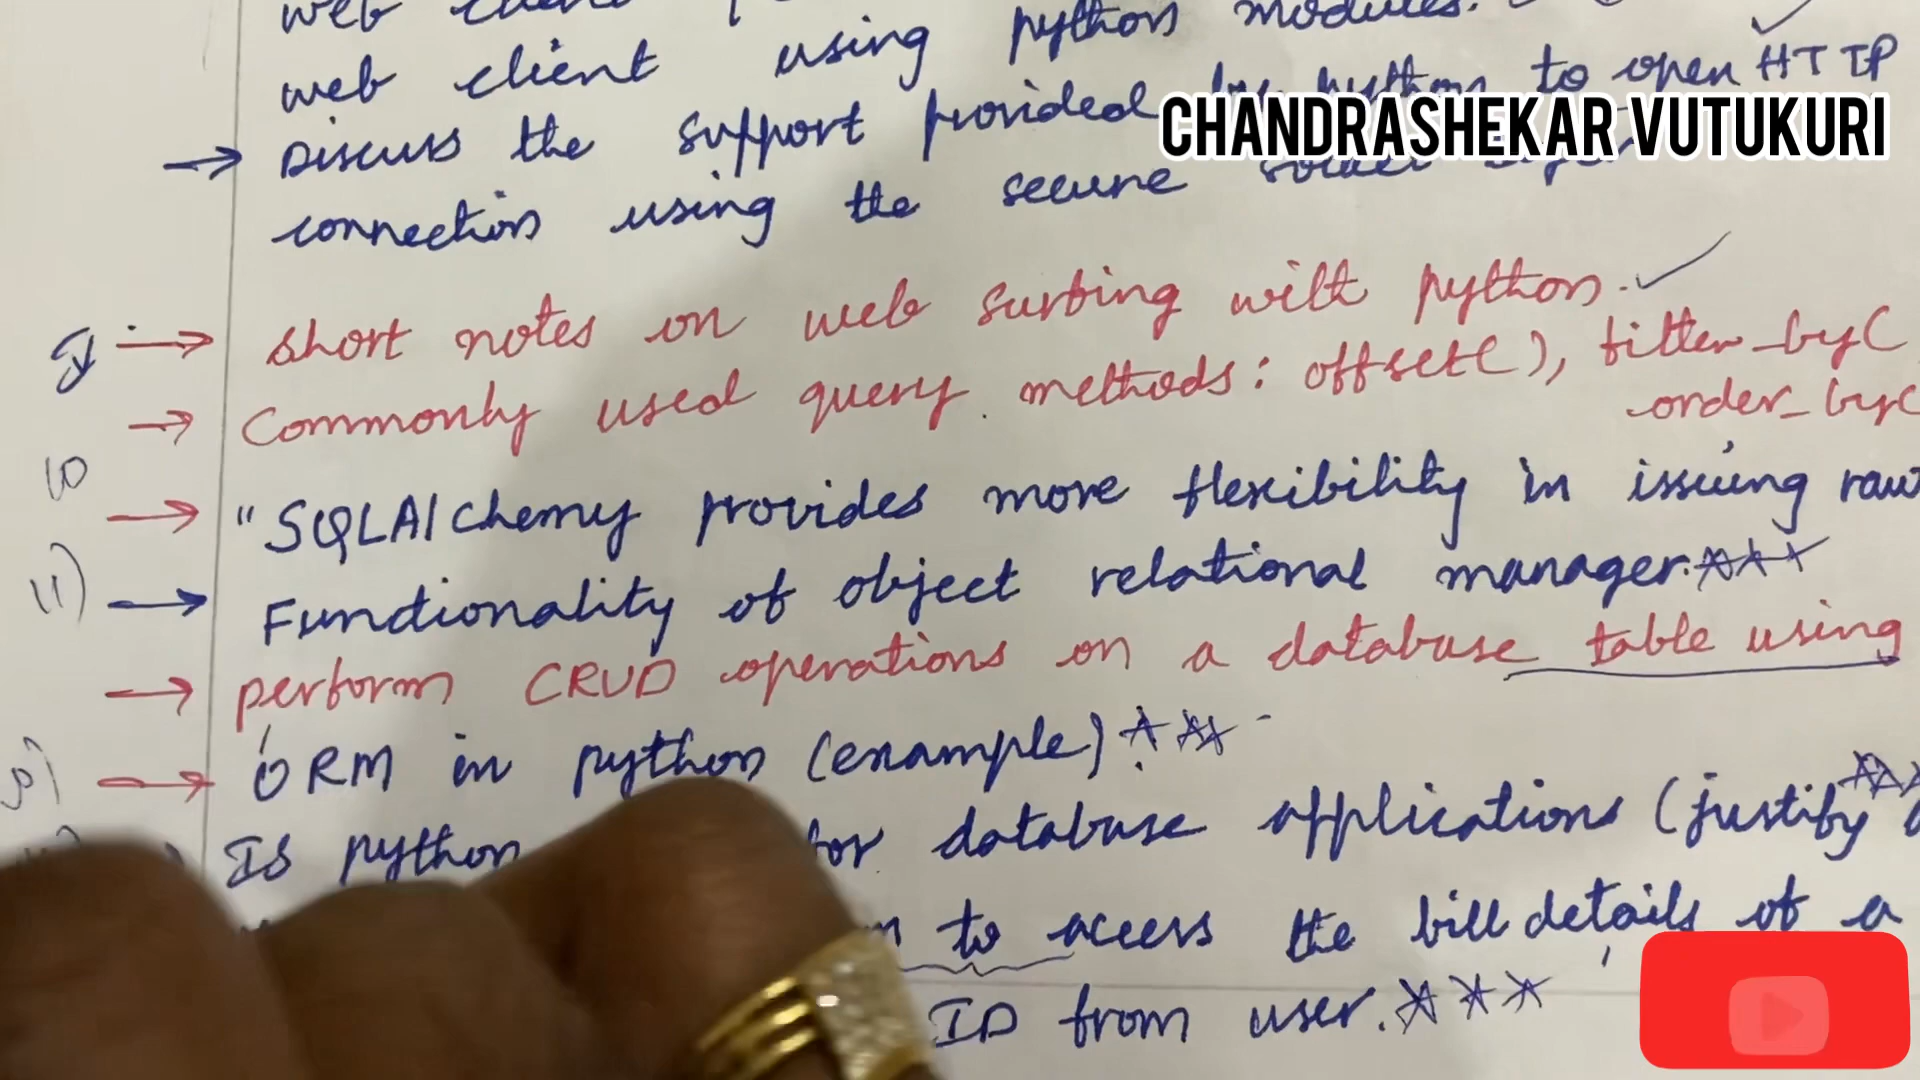 web client
web client using python modules.
CHANDRASHEKAR VUTUKURI
→ Discuss the support provided by python to open HTTP
connection using the secure
→ short notes on web surfing with python.
→ Commonly used query methods: offset(), filter_by(
order_by(
10
→ "SQLAlchemy provides more flexibility in issuing raw
11) → Functionality of object relational manager.***
→ perform CRUD operations on a database table using
→ ORM in python (example) ***
Is python for database applications (justify
to access the bill details of a
ID from user. ***